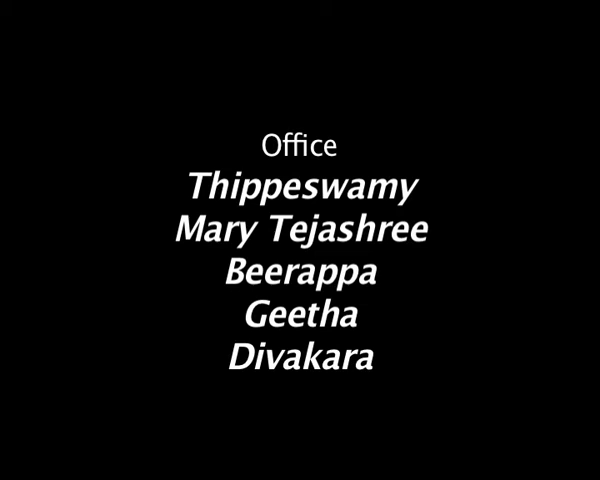 Office
Thippeswamy
Mary Tejashree
Beerappa
Geetha
Divakara